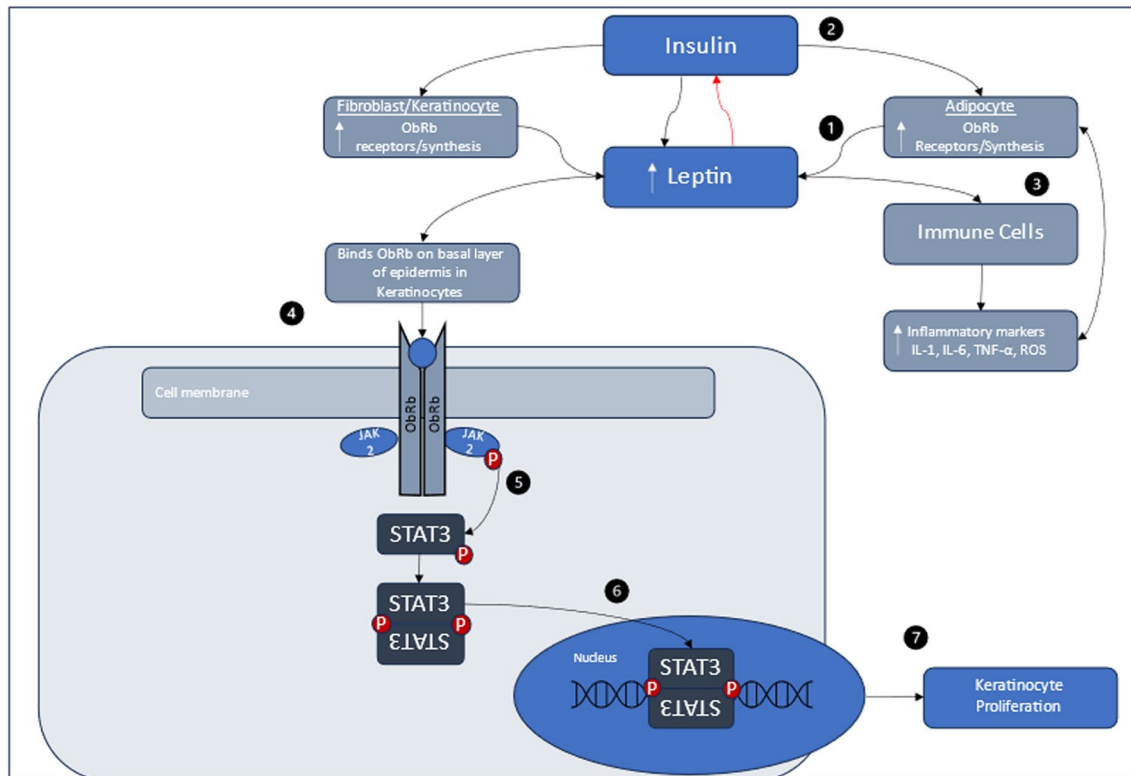 Insulin
2
Fibroblast/Keratinocyte
ObRb
receptors/synthesis
Adipocyte
ObRb
Receptors/Synthesis
1
Leptin
3
Immune Cells
Binds ObRb on basal layer
of epidermis in
Keratinocytes
4
Inflammatory markers
IL-1, IL-6, TNF-α, ROS
Cell membrane
ObRb
ObRb
JAK
2
JAK
2
P
5
STAT3
P
STAT3
P
P
STAT3
6
7
Nucleus
STAT3
P
P
STAT3
Keratinocyte
Proliferation